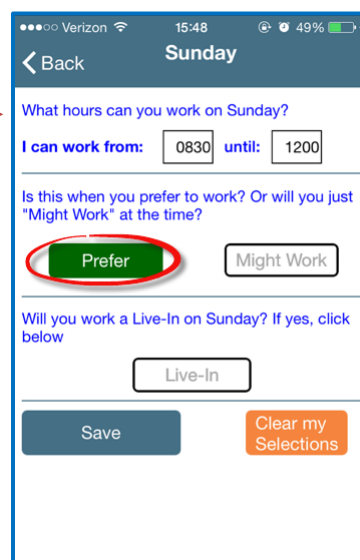 Verizon 15:48 49%
Back Sunday
What hours can you work on Sunday?
I can work from: 0830 until: 1200
Is this when you prefer to work? Or will you just
"Might Work" at the time?
Prefer Might Work
Will you work a Live-In on Sunday? If yes, click
below
Live-In
Save Clear my
Selections